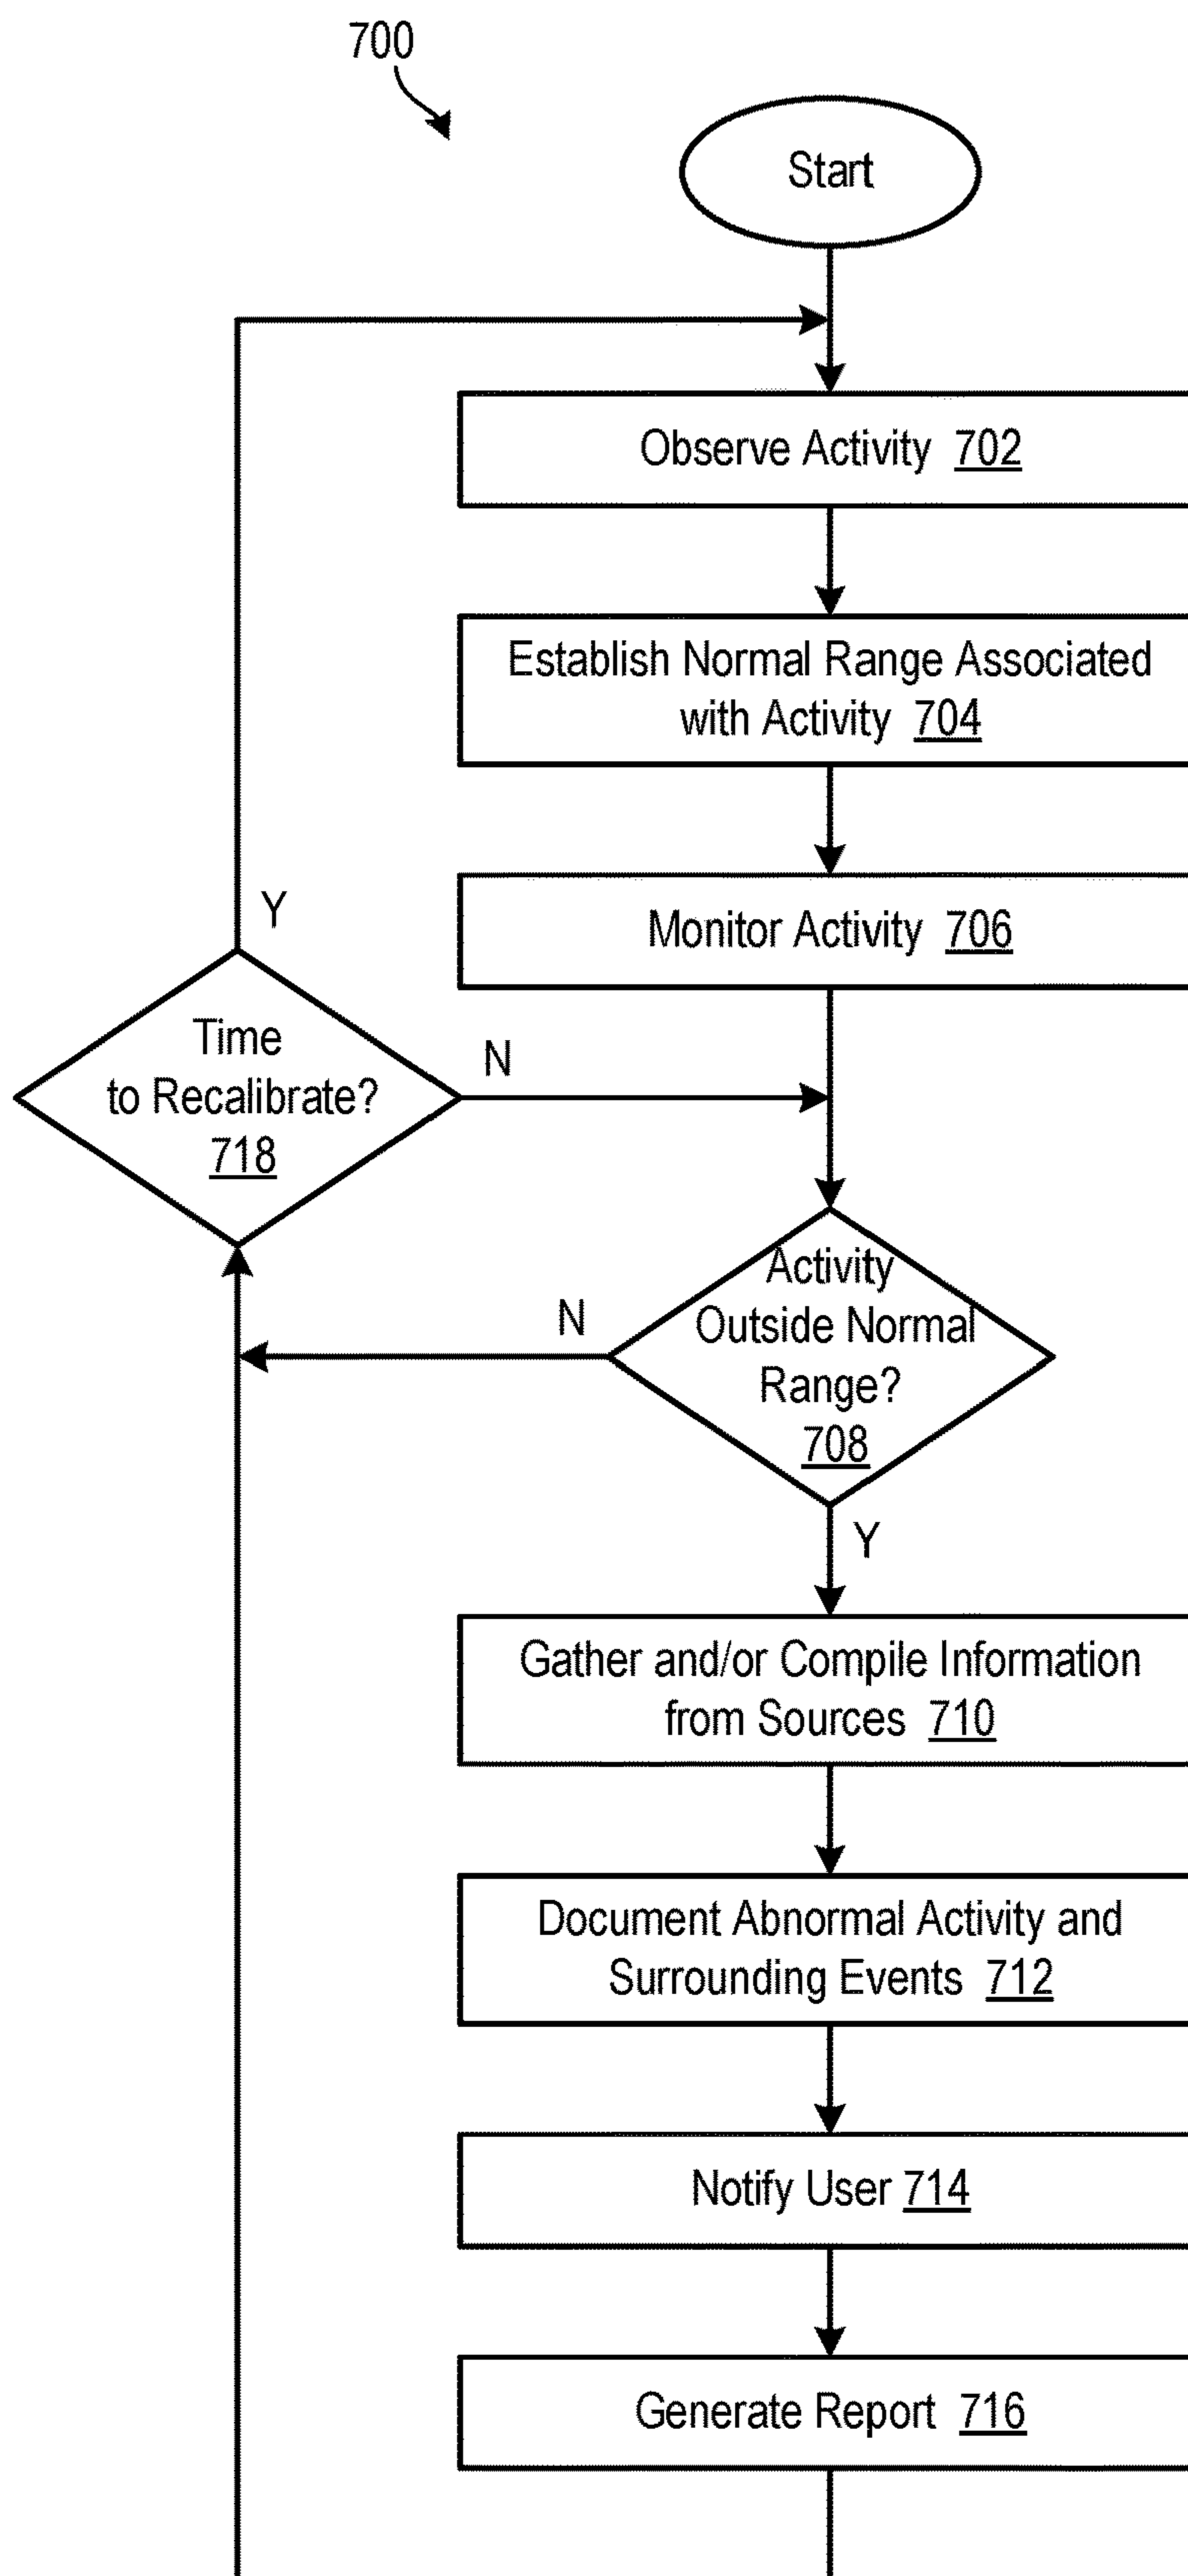 700
Start
Observe Activity 702
Establish Normal Range Associated
with Activity 704
Monitor Activity 706
Y
Time
to Recalibrate?
718
N
Activity
Outside Normal
Range?
708
N
Y
Gather and/or Compile Information
from Sources 710
Document Abnormal Activity and
Surrounding Events 712
Notify User 714
Generate Report 716